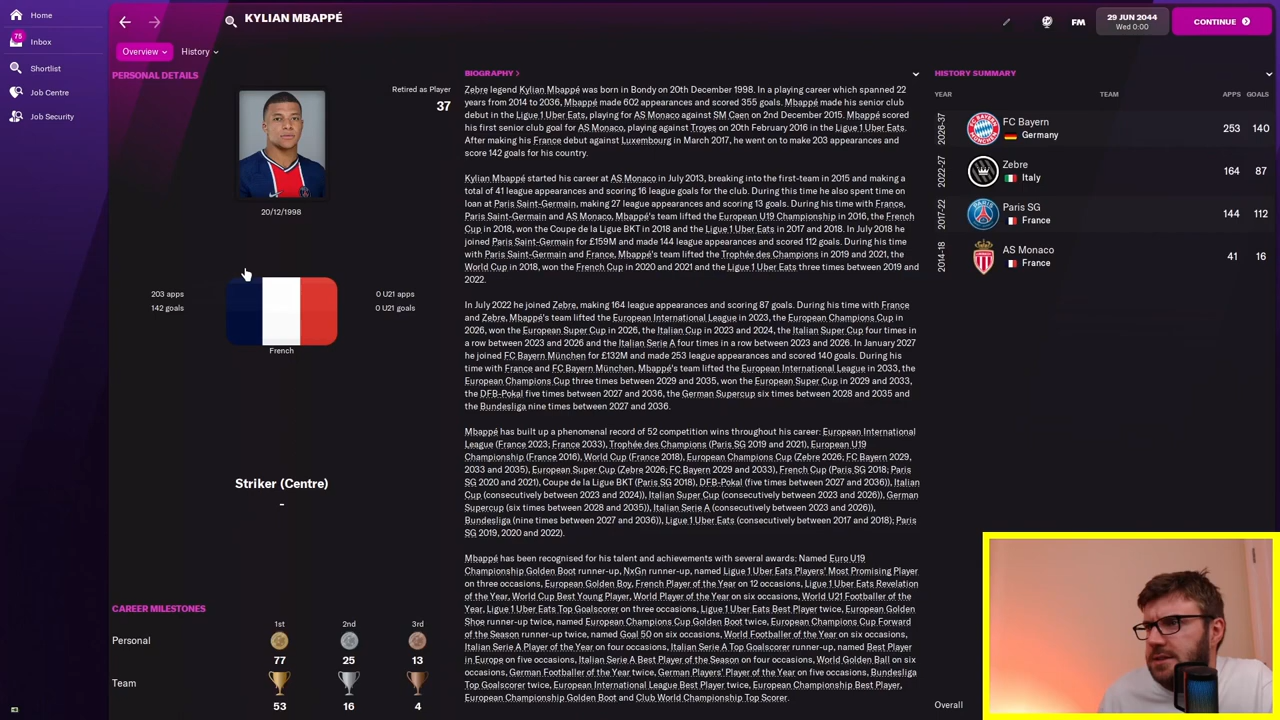 Home
Inbox
75
Shortlist
Job Centre
Job Security
KYLIAN MBAPPÉ
FM
29 JUN 2044
Wed 0:00
CONTINUE
Overview
History
PERSONAL DETAILS
Retired as Player
37
20/12/1998
203 apps
142 goals
0 U21 apps
0 U21 goals
French
Striker (Centre)
-
CAREER MILESTONES
1st
2nd
3rd
Personal
77
25
13
Team
53
16
4
BIOGRAPHY
Zebre legend Kylian Mbappé was born in Bondy on 20th December 1998. In a playing career which spanned 22
years from 2014 to 2036, Mbappé made 602 appearances and scored 355 goals. Mbappé made his senior club
debut in the Ligue 1 Uber Eats, playing for AS Monaco against SM Caen on 2nd December 2015. Mbappé scored
his first senior club goal for AS Monaco, playing against Troyes on 20th February 2016 in the Ligue 1 Uber Eats.
After making his France debut against Luxembourg in March 2017, he went on to make 203 appearances and
score 142 goals for his country.
Kylian Mbappé started his career at AS Monaco in July 2013, breaking into the first-team in 2015 and making a
total of 41 league appearances and scoring 16 league goals for the club. During this time he also spent time on
loan at Paris Saint-Germain, making 27 league appearances and scoring 13 goals. During his time with France,
Paris Saint-Germain and AS Monaco, Mbappé's team lifted the European U19 Championship in 2016, the French
Cup in 2018, won the Coupe de la Ligue BKT in 2018 and the Ligue 1 Uber Eats in 2017 and 2018. In July 2018 he
joined Paris Saint-Germain for £159M and made 144 league appearances and scored 112 goals. During his time
with Paris Saint-Germain and France, Mbappé's team lifted the Trophée des Champions in 2019 and 2021, the
World Cup in 2018, won the French Cup in 2020 and 2021 and the Ligue 1 Uber Eats three times between 2019 and
2022.
In July 2022 he joined Zebre, making 164 league appearances and scoring 87 goals. During his time with France
and Zebre, Mbappé's team lifted the European International League in 2023, the European Champions Cup in
2026, won the European Super Cup in 2026, the Italian Cup in 2023 and 2024, the Italian Super Cup four times in
a row between 2023 and 2026 and the Italian Serie A four times in a row between 2023 and 2026. In January 2027
he joined FC Bayern München for £132M and made 253 league appearances and scored 140 goals. During his
time with France and FC Bayern München, Mbappé's team lifted the European International League in 2033, the
European Champions Cup three times between 2029 and 2035, won the European Super Cup in 2029 and 2033,
the DFB-Pokal five times between 2027 and 2036, the German Supercup six times between 2028 and 2035 and
the Bundesliga nine times between 2027 and 2036.
Mbappé has built up a phenomenal record of 52 competition wins throughout his career: European International
League (France 2023; France 2033), Trophée des Champions (Paris SG 2019 and 2021), European U19
Championship (France 2016), World Cup (France 2018), European Champions Cup (Zebre 2026; FC Bayern 2029,
2033 and 2035), European Super Cup (Zebre 2026; FC Bayern 2029 and 2033), French Cup (Paris SG 2018; Paris
SG 2020 and 2021), Coupe de la Ligue BKT (Paris SG 2018), DFB-Pokal (five times between 2027 and 2036), Italian
Cup (consecutively between 2023 and 2024), Italian Super Cup (consecutively between 2023 and 2026), German
Supercup (six times between 2028 and 2035), Italian Serie A (consecutively between 2023 and 2026),
Bundesliga (nine times between 2027 and 2036), Ligue 1 Uber Eats (consecutively between 2017 and 2018); Paris
SG 2019, 2020 and 2022).
Mbappé has been recognised for his talent and achievements with several awards: Named Euro U19
Championship Golden Boot runner-up, NxGn runner-up, named Ligue 1 Uber Eats Players' Most Promising Player
on three occasions, European Golden Boy, French Player of the Year on 12 occasions, Ligue 1 Uber Eats Revelation
of the Year, World Cup Best Young Player, World Player of the Year on six occasions, World U21 Footballer of the
Year, Ligue 1 Uber Eats Top Goalscorer on three occasions, Ligue 1 Uber Eats Best Player twice, European Golden
Shoe runner-up twice, named European Champions Cup Golden Boot twice, European Champions Cup Forward
of the Season runner-up twice, named Goal 50 on six occasions, World Footballer of the Year on six occasions,
Italian Serie A Player of the Year on four occasions, Italian Serie A Top Goalscorer runner-up, named Best Player
in Europe on five occasions, Italian Serie A Best Player of the Season on four occasions, World Golden Ball on six
occasions, German Footballer of the Year twice, German Players' Player of the Year on five occasions, Bundesliga
Top Goalscorer twice, European International League Best Player twice, European Championship Best Player,
European Championship Golden Boot and Club World Championship Top Scorer.
HISTORY SUMMARY
YEAR
TEAM
APPS
GOALS
2026-37
FC Bayern
Germany
253
140
2022-27
Zebre
Italy
164
87
2017-22
Paris SG
France
144
112
2014-18
AS Monaco
France
41
16
Overall